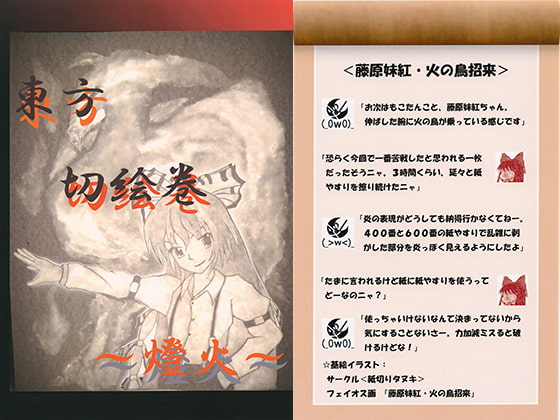 東方
切絵巻
～燈火～
＜藤原妹紅・火の鳥招来＞
「お次はもこたんこと、藤原妹紅ちゃん。
伸ばした腕に火の鳥が乗っている感じです」
(_0w0)_
「恐らく今回で一番苦戦したと思われる一枚
だったそうニャ。３時間くらい、延々と紙
やすりを擦り続けたニャ」
「炎の表現がどうしても納得行かなくてねー。
４００番と６００番の紙やすりで乱雑に剥
がした部分を炎っぽく見えるようにしたよ」
(_>w<)_
「たまに言われるけど紙に紙やすりを使うって
どーなのニャ？」
「使っちゃいけないなんて決まってないから
気にすることないさー。力加減ミスると破
けるけどな！」
(_0w0)_
☆基絵イラスト：
サークル＜紙切りタヌキ＞
フェイオス画　「藤原妹紅・火の鳥招来」